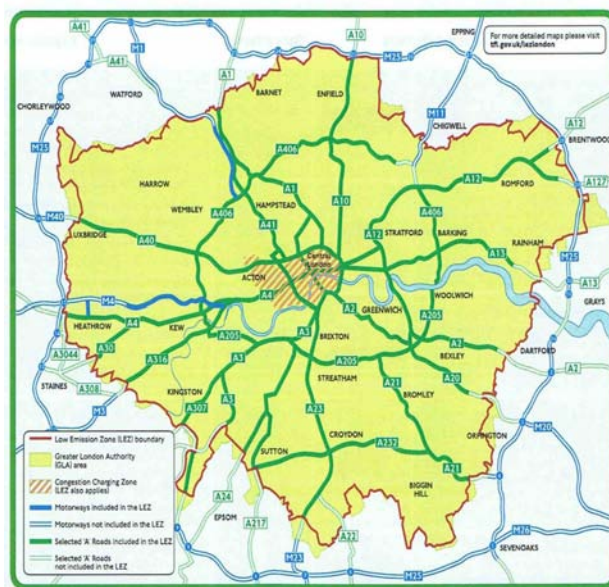 A41
M1
A10
M25
EPPING
For more detailed maps please visit
tfl.gov.uk/lezlondon
A41
WATFORD
A1
BARNET
ENFIELD
CHORLEYWOOD
M11
CHIGWELL
A12
BRENTWOOD
M25
A406
HARROW
A12
ROMFORD
A127
WEMBLEY
A406
HAMPSTEAD
A1
A10
A406
M40
A41
A12
STRATFORD
BARKING
M25
UXBRIDGE
A40
Central
London
RAINHAM
A13
ACTON
A13
M4
A4
GREENWICH
WOOLWICH
GRAYS
HEATHROW
A4
KEW
A205
A3
A2
A205
A30
BRIXTON
A2
DARTFORD
A3044
A316
A3
A205
BEXLEY
A2
STAINES
STREATHAM
A21
A20
A308
KINGSTON
BROMLEY
M3
A307
A3
A23
M20
ORPINGTON
CROYDON
SUTTON
A232
A21
BIGGIN
HILL
A24
EPSOM
A217
A22
M26
SEVENOAKS
M23
M25
Low Emission Zone (LEZ) boundary
Greater London Authority
(GLA) area
Congestion Charging Zone
(LEZ also applies)
Motorways included in the LEZ
Motorways not included in the LEZ
Selected 'A' Roads included in the LEZ
Selected 'A' Roads
not included in the LEZ